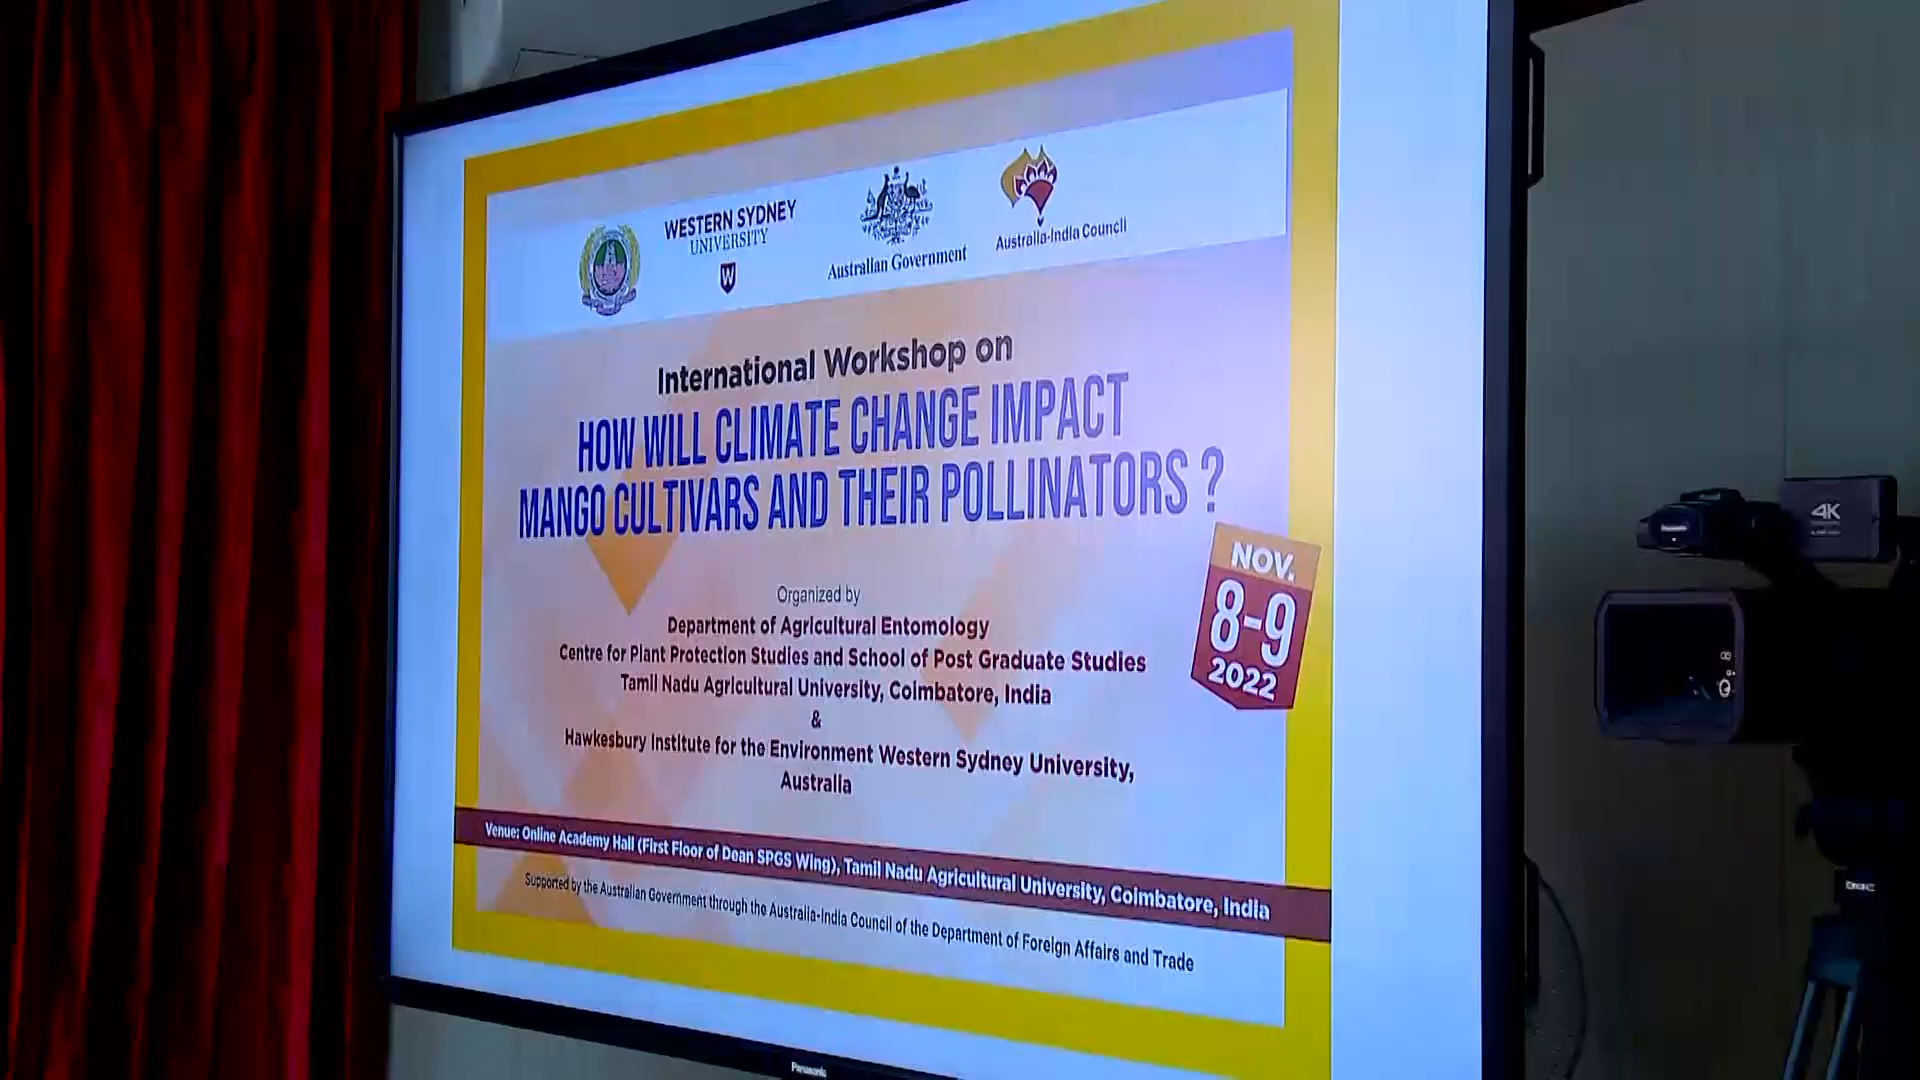 WESTERN SYDNEY
UNIVERSITY
W
Australian Government
Australia-India Council
International Workshop on
HOW WILL CLIMATE CHANGE IMPACT
MANGO CULTIVARS AND THEIR POLLINATORS ?
NOV.
8-9
2022
Organized by
Department of Agricultural Entomology
Centre for Plant Protection Studies and School of Post Graduate Studies
Tamil Nadu Agricultural University, Coimbatore, India
&
Hawkesbury Institute for the Environment Western Sydney University,
Australia
Venue: Online Academy Hall (First Floor of Dean SPGS Wing), Tamil Nadu Agricultural University, Coimbatore, India
Supported by the Australian Government through the Australia-India Council of the Department of Foreign Affairs and Trade
Panasonic
4K
Panasonic